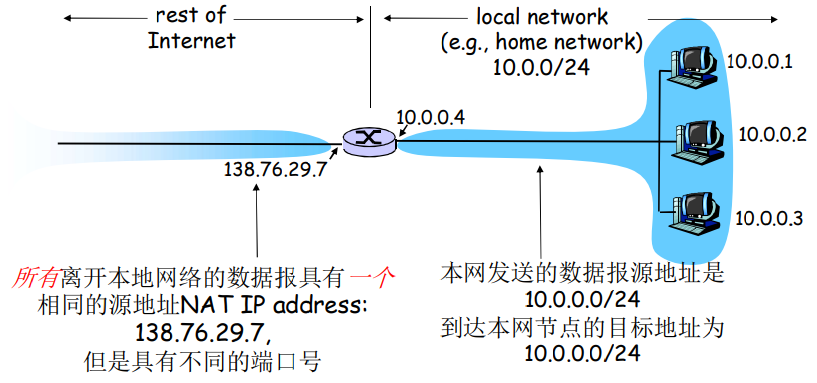 rest of
Internet
local network
(e.g., home network)
10.0.0/24
10.0.0.1
10.0.0.4
10.0.0.2
138.76.29.7
10.0.0.3
所有离开本地网络的数据报具有一个
相同的源地址NAT IP address:
138.76.29.7,
但是具有不同的端口号
本网发送的数据报源地址是
10.0.0.0/24
到达本网节点的目标地址为
10.0.0.0/24